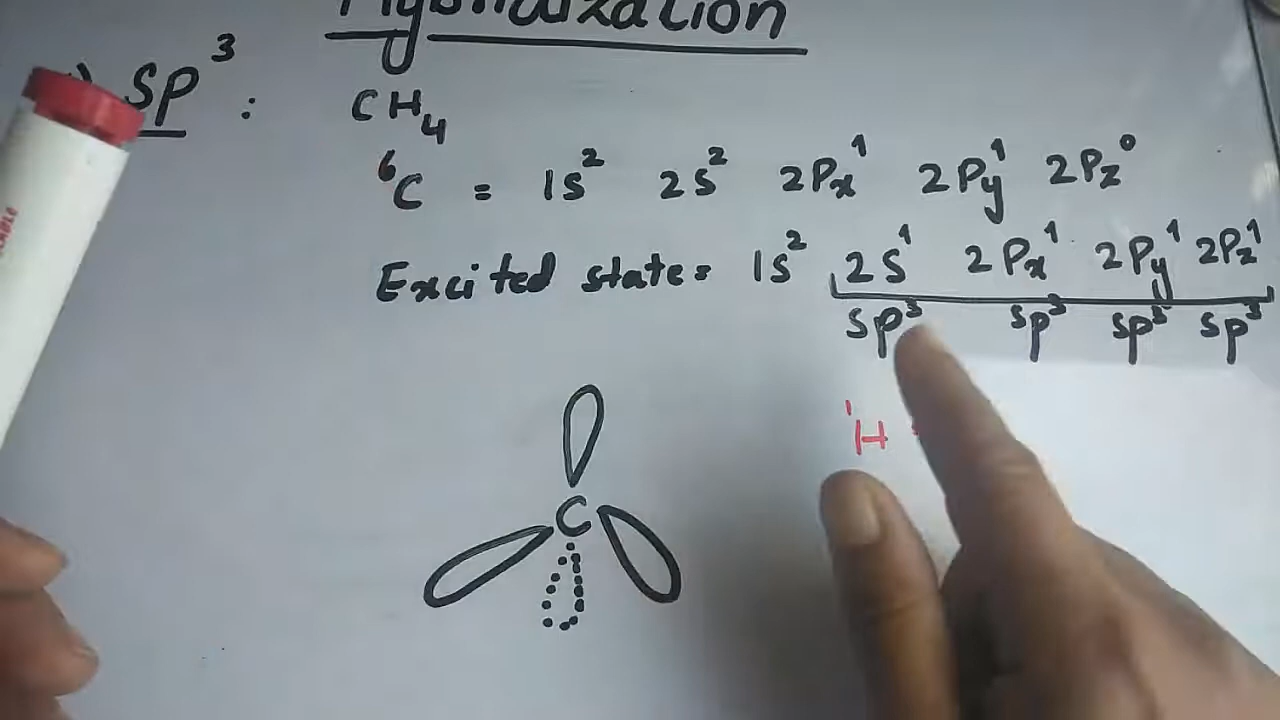 Hybridization
SP³ : CH₄
⁶C = 1s² 2s² 2Px¹ 2Py¹ 2Pz⁰
Excited state = 1s² 2s¹ 2Px¹ 2Py¹ 2Pz¹
sp³ sp³ sp³ sp³
¹H
C